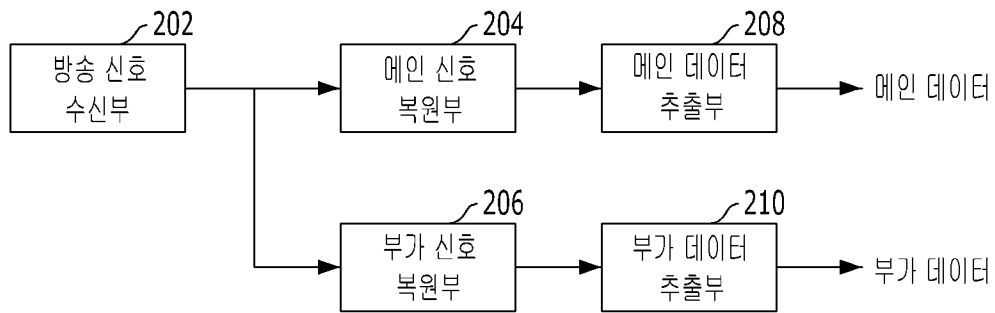 202
방송 신호
수신부
204
메인 신호
복원부
208
메인 데이터
추출부
메인 데이터
206
부가 신호
복원부
210
부가 데이터
추출부
부가 데이터